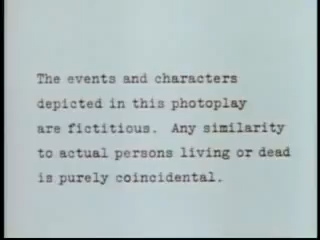 The events and characters
depicted in this photoplay
are fictitious.  Any similarity
to actual persons living or dead
is purely coincidental.